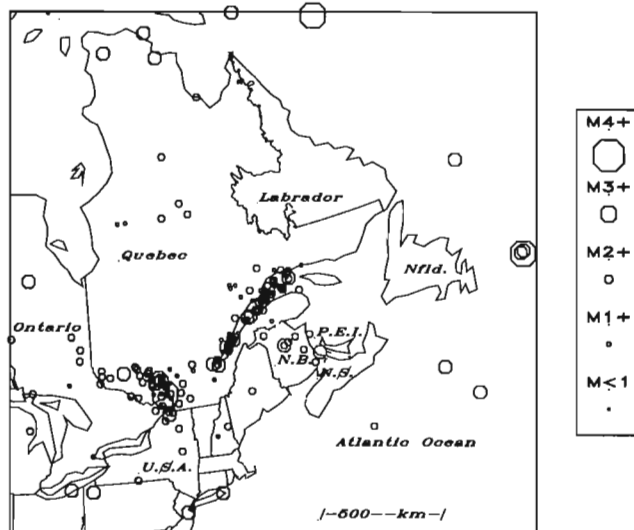 Labrador
Quebec
Nfld.
Ontario
P.E.I.
N.B.
N.S.
Atlantic Ocean
U.S.A.
|-500--km-|
M4+
M3+
M2+
M1+
M<1